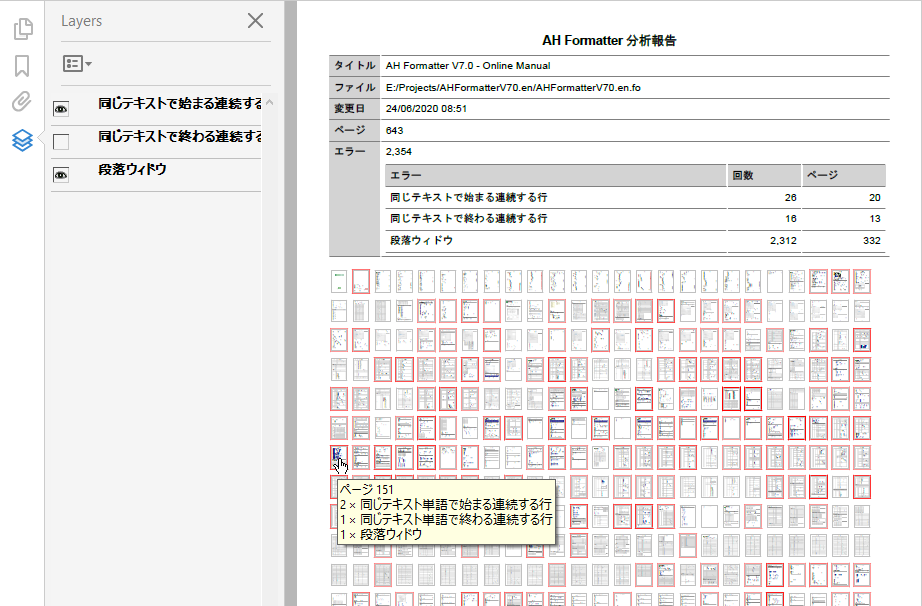 Layers
同じテキストで始まる連続する
同じテキストで終わる連続する
段落ウィドウ
AH Formatter 分析報告
タイトル AH Formatter V7.0 - Online Manual
ファイル E:/Projects/AHFormatterV70.en/AHFormatterV70.en.fo
変更日 24/06/2020 08:51
ページ 643
エラー 2,354
エラー 回数 ページ
同じテキストで始まる連続する行 26 20
同じテキストで終わる連続する行 16 13
段落ウィドウ 2,312 332
ページ 151
2 × 同じテキスト単語で始まる連続する行
1 × 同じテキスト単語で終わる連続する行
1 × 段落ウィドウ